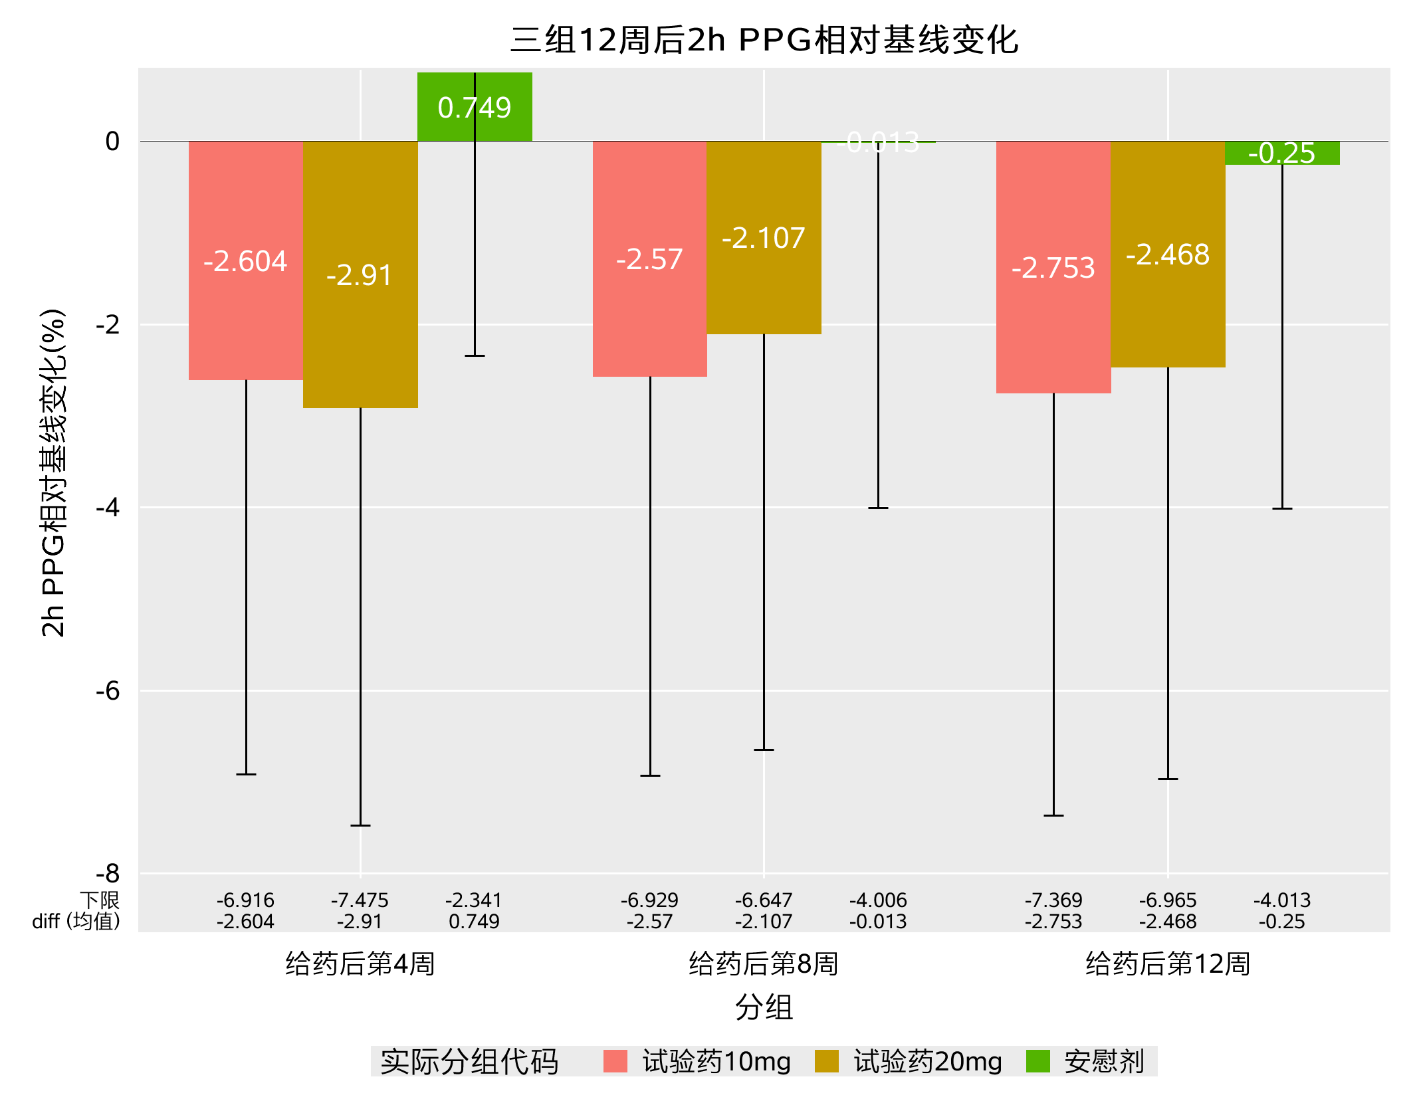 三组12周后2h PPG相对基线变化
2h PPG相对基线变化(%)
0
-2
-4
-6
-8
0.749
-0.013
-0.25
-2.604
-2.91
-2.57
-2.107
-2.753
-2.468
下限 -6.916 -7.475 -2.341 -6.929 -6.647 -4.006 -7.369 -6.965 -4.013
diff (均值) -2.604 -2.91 0.749 -2.57 -2.107 -0.013 -2.753 -2.468 -0.25
给药后第4周 给药后第8周 给药后第12周
分组
实际分组代码 试验药10mg 试验药20mg 安慰剂